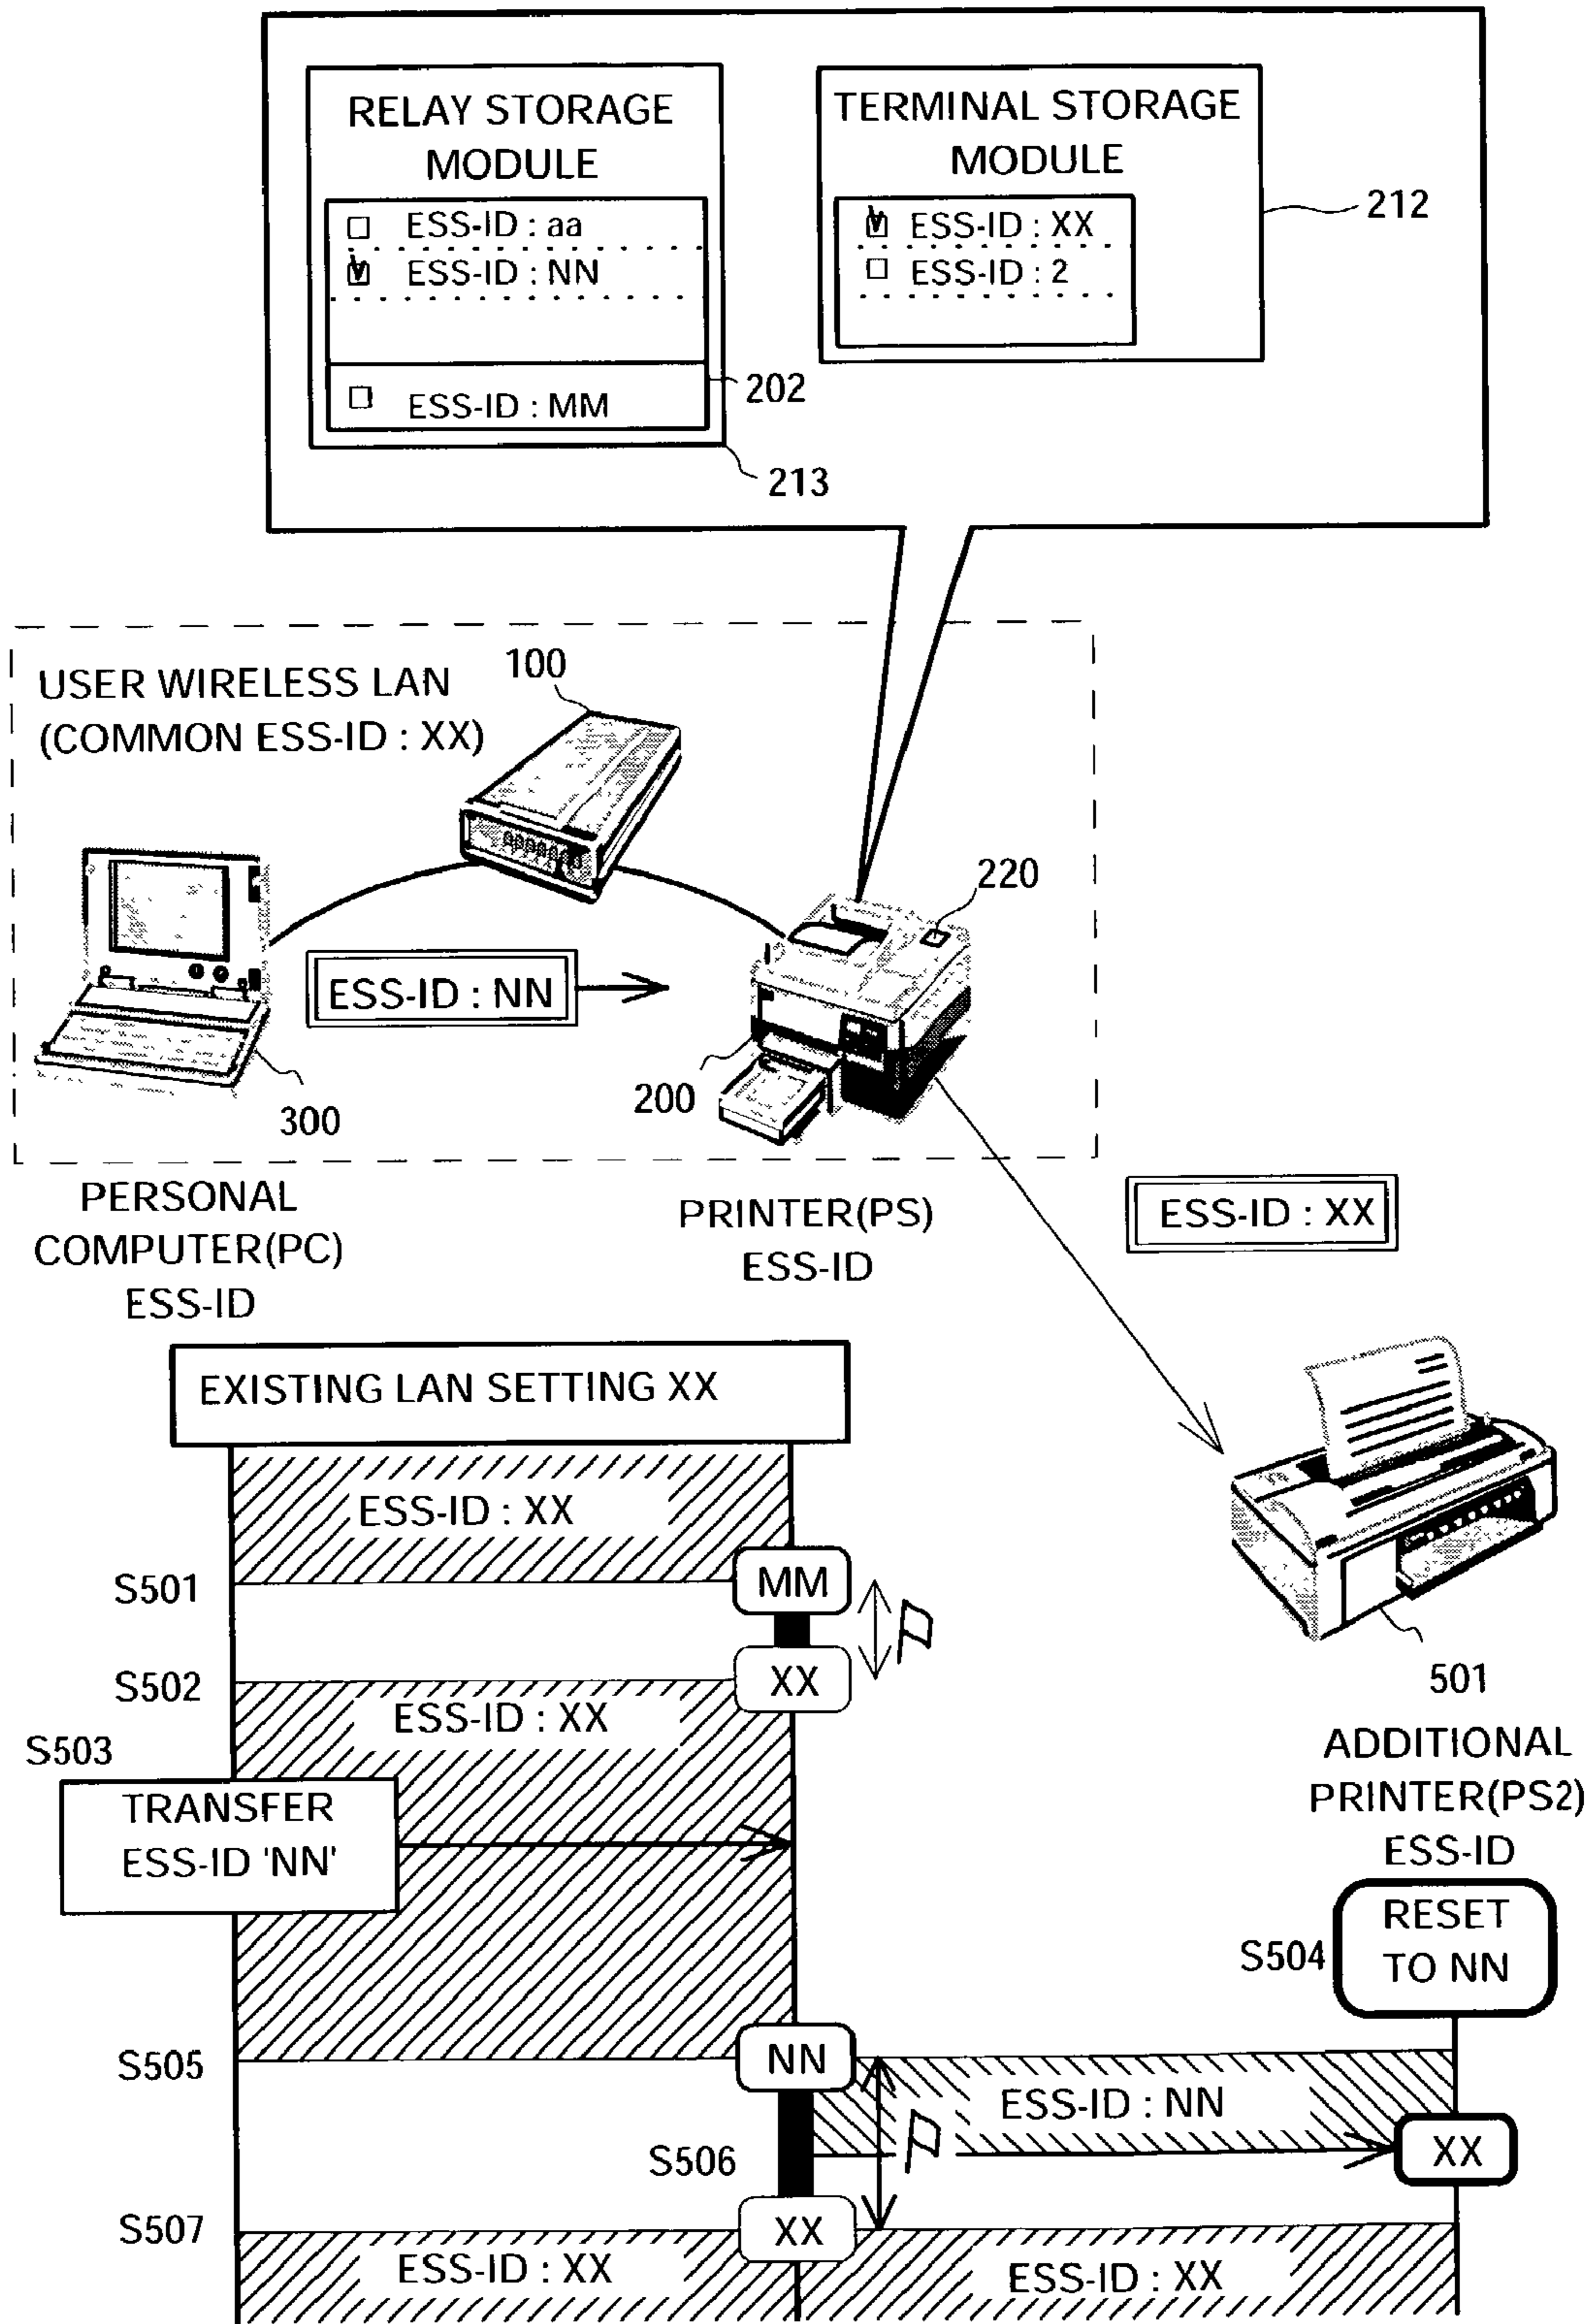 RELAY STORAGE
MODULE
ESS-ID : aa
ESS-ID : NN
ESS-ID : MM
202
213
TERMINAL STORAGE
MODULE
ESS-ID : XX
ESS-ID : 2
212
USER WIRELESS LAN
(COMMON ESS-ID : XX)
100
220
ESS-ID : NN
200
300
PERSONAL
COMPUTER(PC)
ESS-ID
PRINTER(PS)
ESS-ID
ESS-ID : XX
EXISTING LAN SETTING XX
ESS-ID : XX
S501
MM
S502
XX
ESS-ID : XX
501
ADDITIONAL
PRINTER(PS2)
ESS-ID
S503
TRANSFER
ESS-ID 'NN'
S504
RESET
TO NN
S505
NN
ESS-ID : NN
S506
XX
S507
XX
ESS-ID : XX
ESS-ID : XX